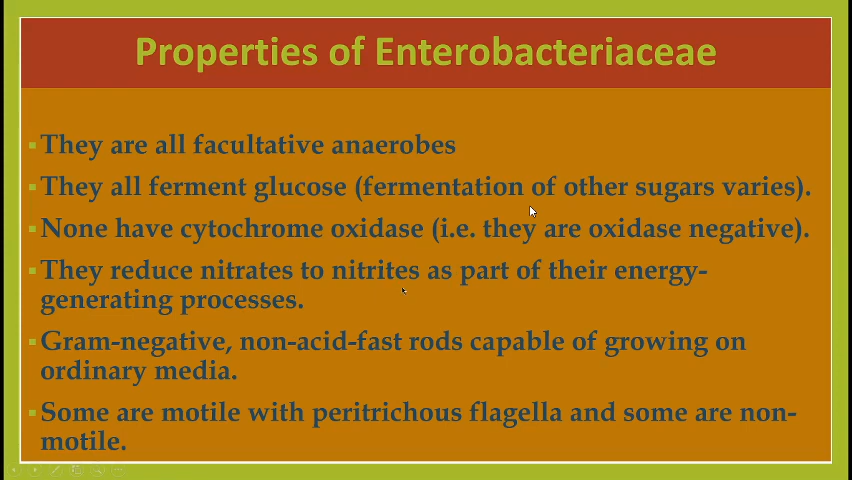 Properties of Enterobacteriaceae
▪They are all facultative anaerobes
▪They all ferment glucose (fermentation of other sugars varies).
▪None have cytochrome oxidase (i.e. they are oxidase negative).
▪They reduce nitrates to nitrites as part of their energy-
generating processes.
▪Gram-negative, non-acid-fast rods capable of growing on
ordinary media.
▪Some are motile with peritrichous flagella and some are non-
motile.